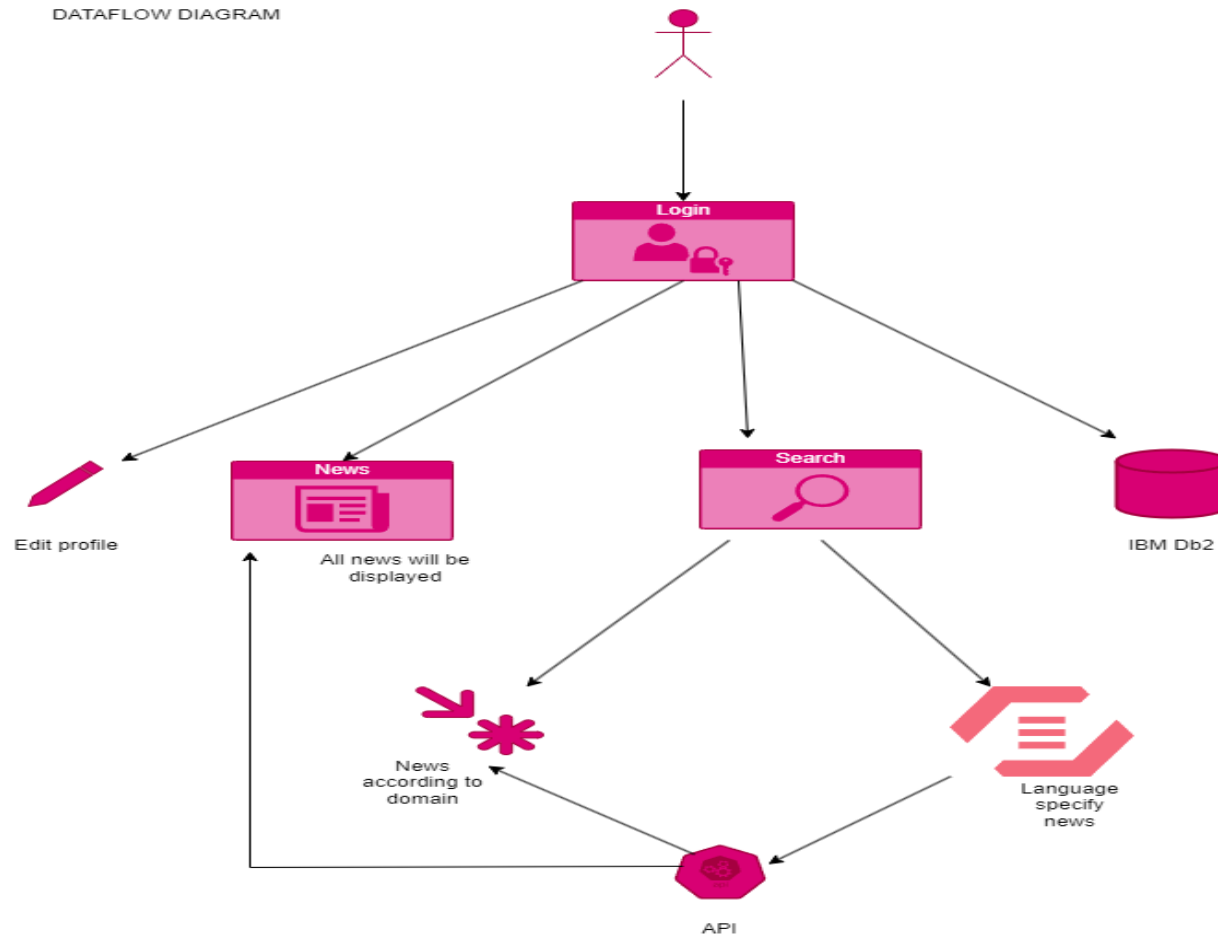 DATAFLOW DIAGRAM
Login
News
Search
Edit profile
All news will be
displayed
IBM Db2
News
according to
domain
Language
specify
news
API